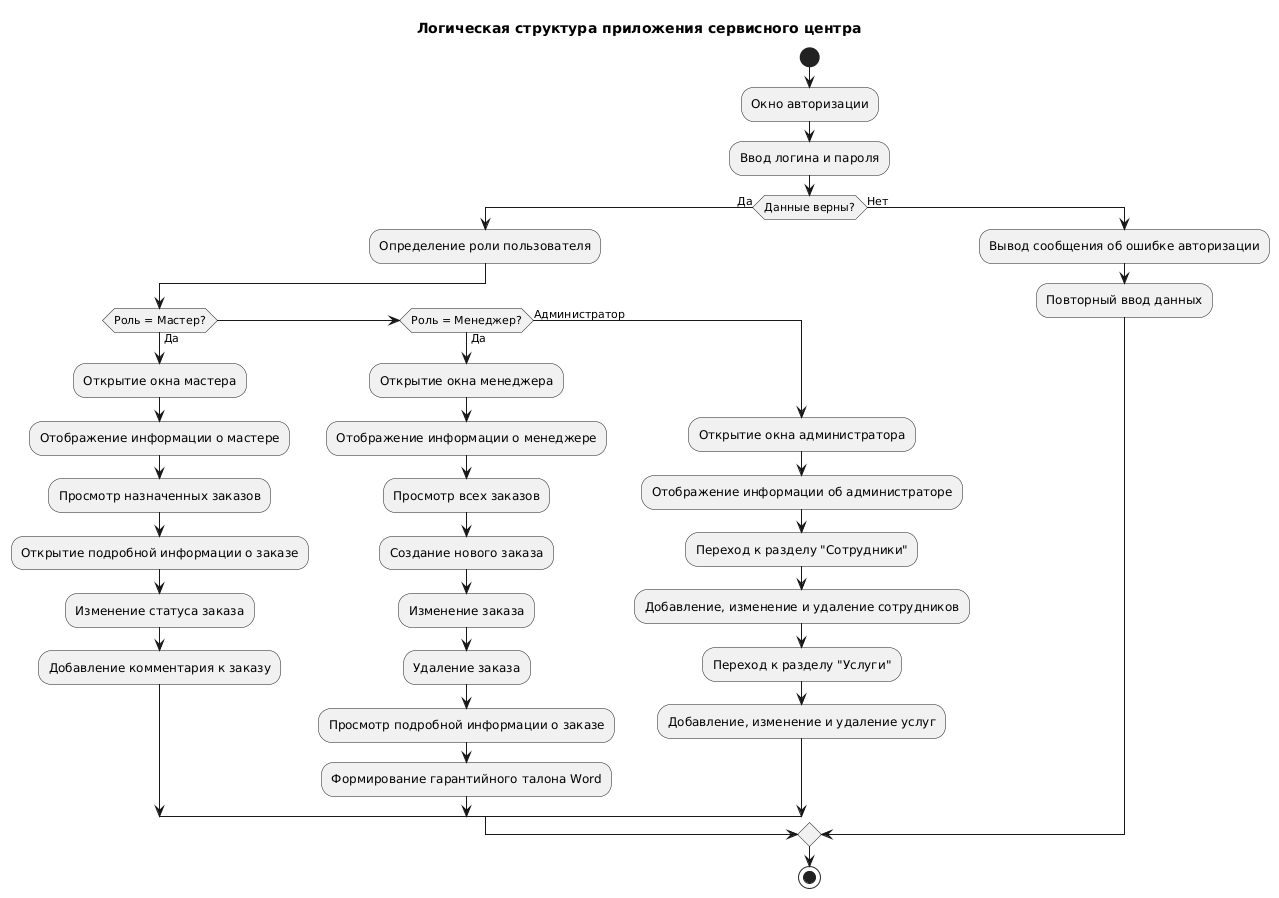 Логическая структура приложения сервисного центра
Окно авторизации
Ввод логина и пароля
Да
Данные верны?
Нет
Определение роли пользователя
Вывод сообщения об ошибке авторизации
Повторный ввод данных
Роль = Мастер?
Да
Роль = Менеджер?
Да
Администратор
Открытие окна мастера
Отображение информации о мастере
Просмотр назначенных заказов
Открытие подробной информации о заказе
Изменение статуса заказа
Добавление комментария к заказу
Открытие окна менеджера
Отображение информации о менеджере
Просмотр всех заказов
Создание нового заказа
Изменение заказа
Удаление заказа
Просмотр подробной информации о заказе
Формирование гарантийного талона Word
Открытие окна администратора
Отображение информации об администраторе
Переход к разделу "Сотрудники"
Добавление, изменение и удаление сотрудников
Переход к разделу "Услуги"
Добавление, изменение и удаление услуг